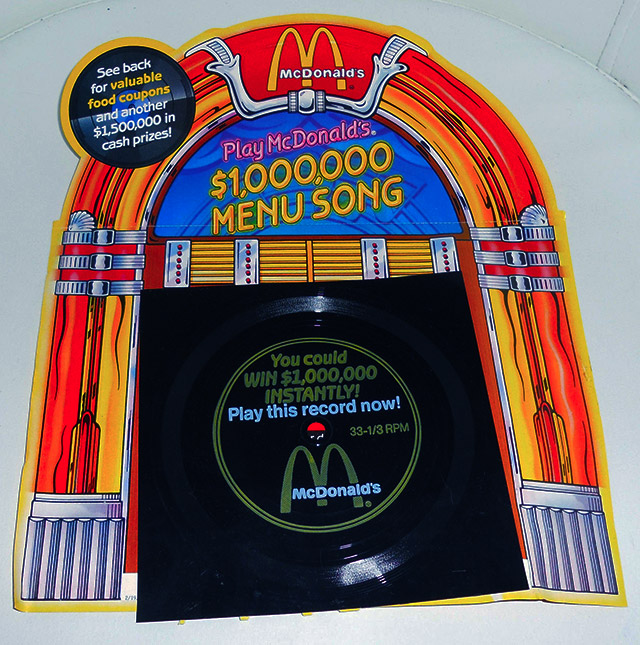 See back
for valuable
food coupons
and another
$1,500,000 in
cash prizes!
McDonald's
Play McDonald's®
$1,000,000
MENU SONG
You could
WIN $1,000,000
INSTANTLY!
Play this record now!
33-1/3 RPM
McDonald's